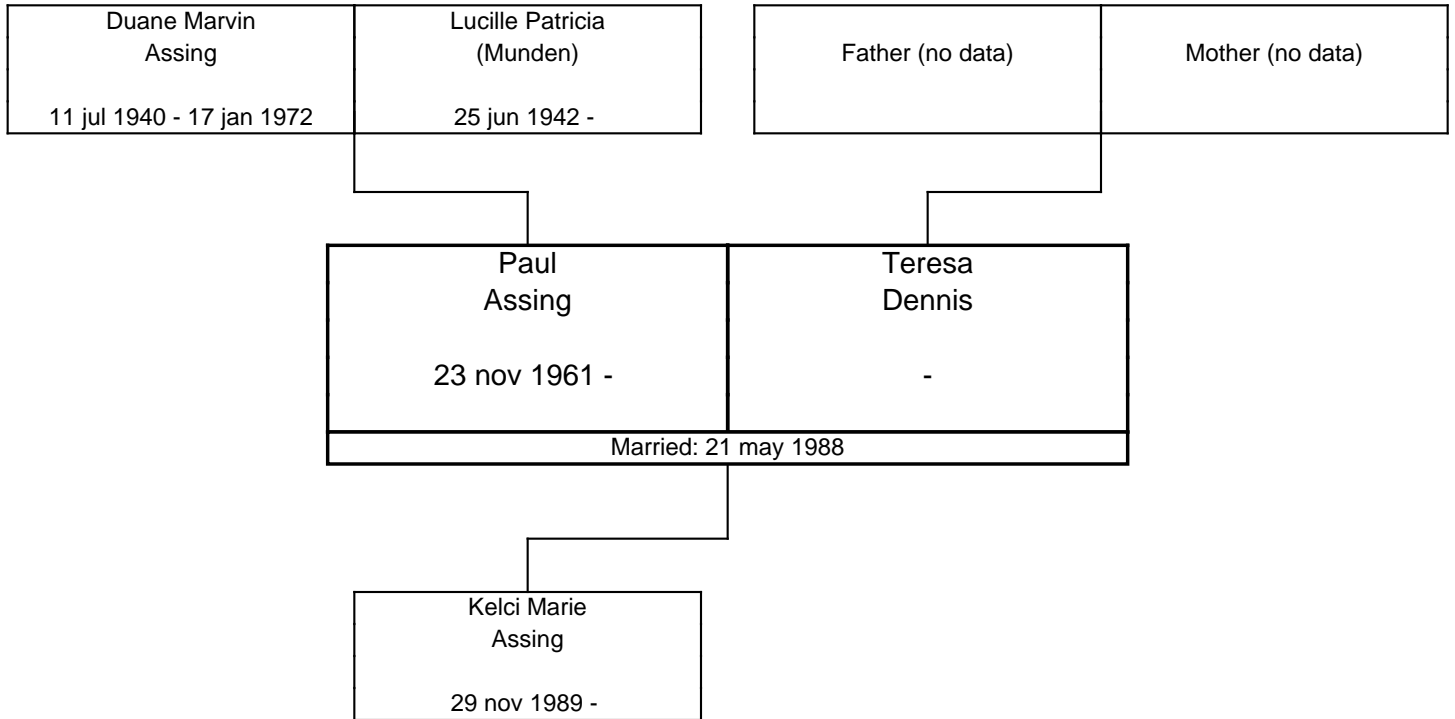 Duane Marvin
Assing
11 jul 1940 - 17 jan 1972
Lucille Patricia
(Munden)
25 jun 1942 -
Father (no data)
Mother (no data)
Paul
Assing
23 nov 1961 -
Teresa
Dennis
-
Married: 21 may 1988
Kelci Marie
Assing
29 nov 1989 -